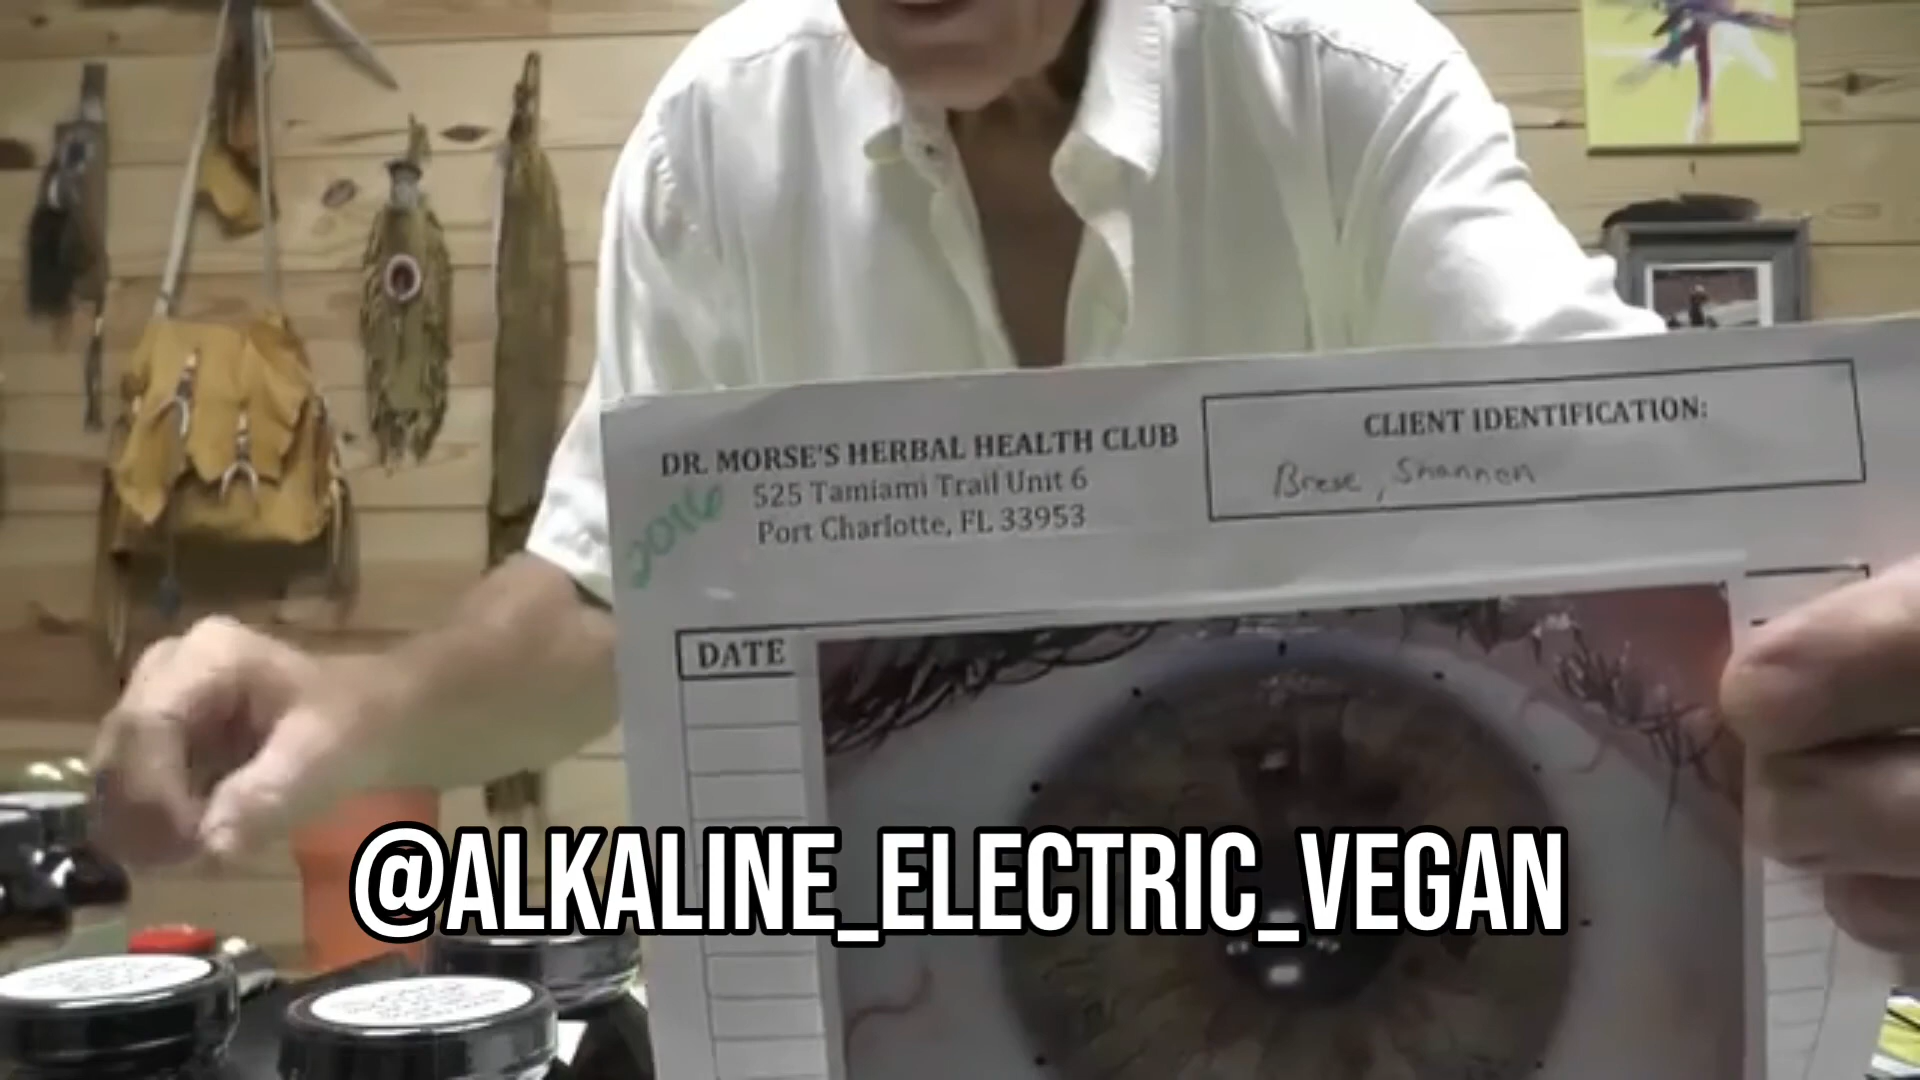 DR. MORSE'S HERBAL HEALTH CLUB
525 Tamiami Trail Unit 6
Port Charlotte, FL 33953
2016
CLIENT IDENTIFICATION:
Brese, Shannon
DATE
@ALKALINE_ELECTRIC_VEGAN